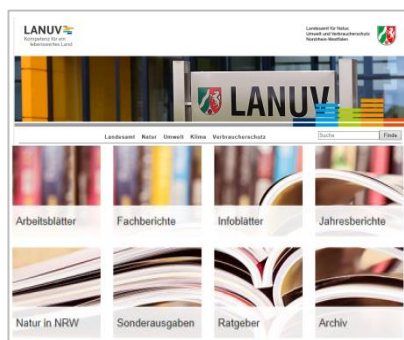 LANUV
Kompetenz für ein
lebenswertes Land
Landesamt für Natur
Umwelt und Verbraucherschutz
Nordrhein-Westfalen
LANUV
Landesamt Natur Umwelt Klima Verbraucherschutz
Suche
Finde
Arbeitsblätter
Fachberichte
Infoblätter
Jahresberichte
Natur in NRW
Sonderausgaben
Ratgeber
Archiv